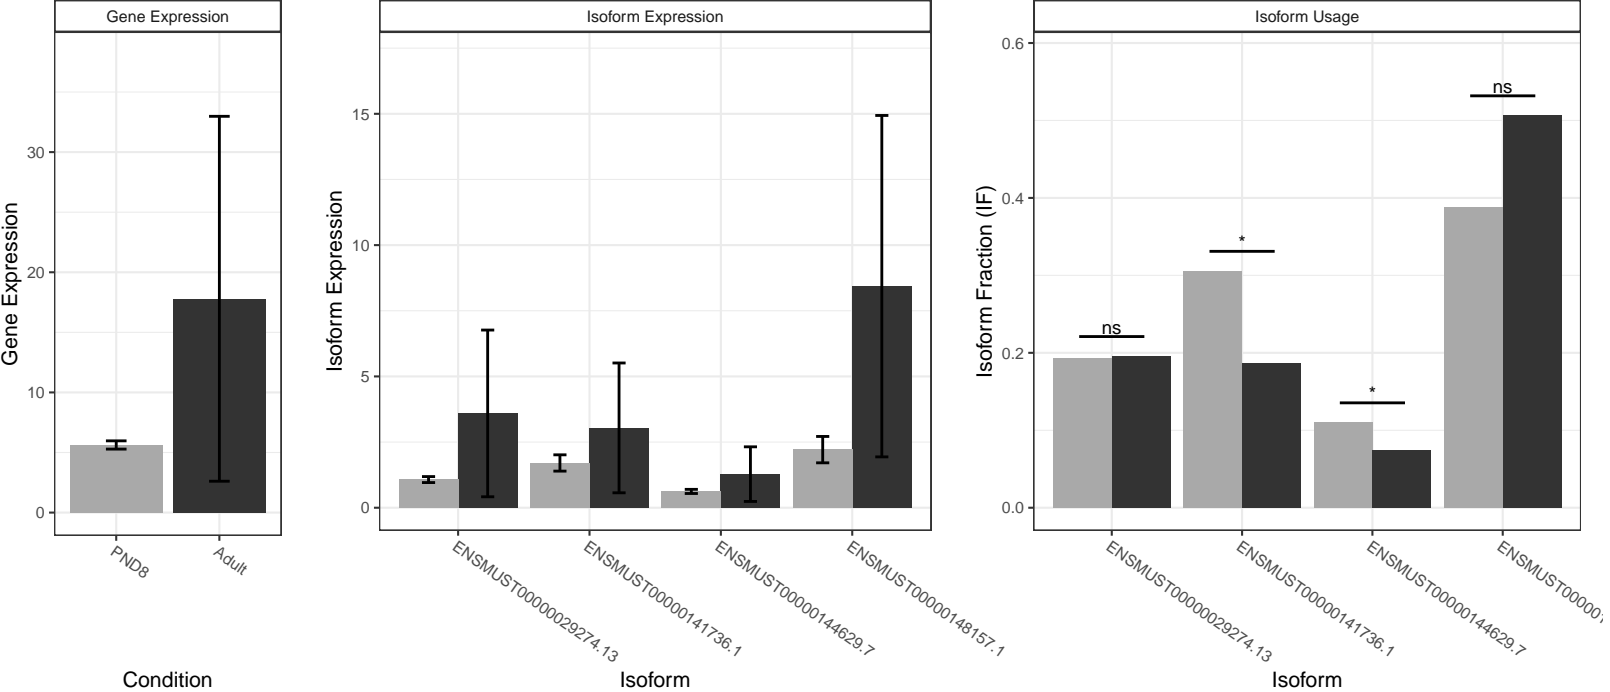 Gene Expression
Isoform Expression
Isoform Usage
Gene Expression
30
20
10
0
PND8
Adult
Condition
Isoform Expression
15
10
5
0
ENSMUST00000029274.13
ENSMUST00000141736.1
ENSMUST00000144629.7
ENSMUST00000148157.1
Isoform
Isoform Fraction (IF)
0.6
0.4
0.2
0.0
ns
*
*
ns
ENSMUST00000029274.13
ENSMUST00000141736.1
ENSMUST00000144629.7
Isoform